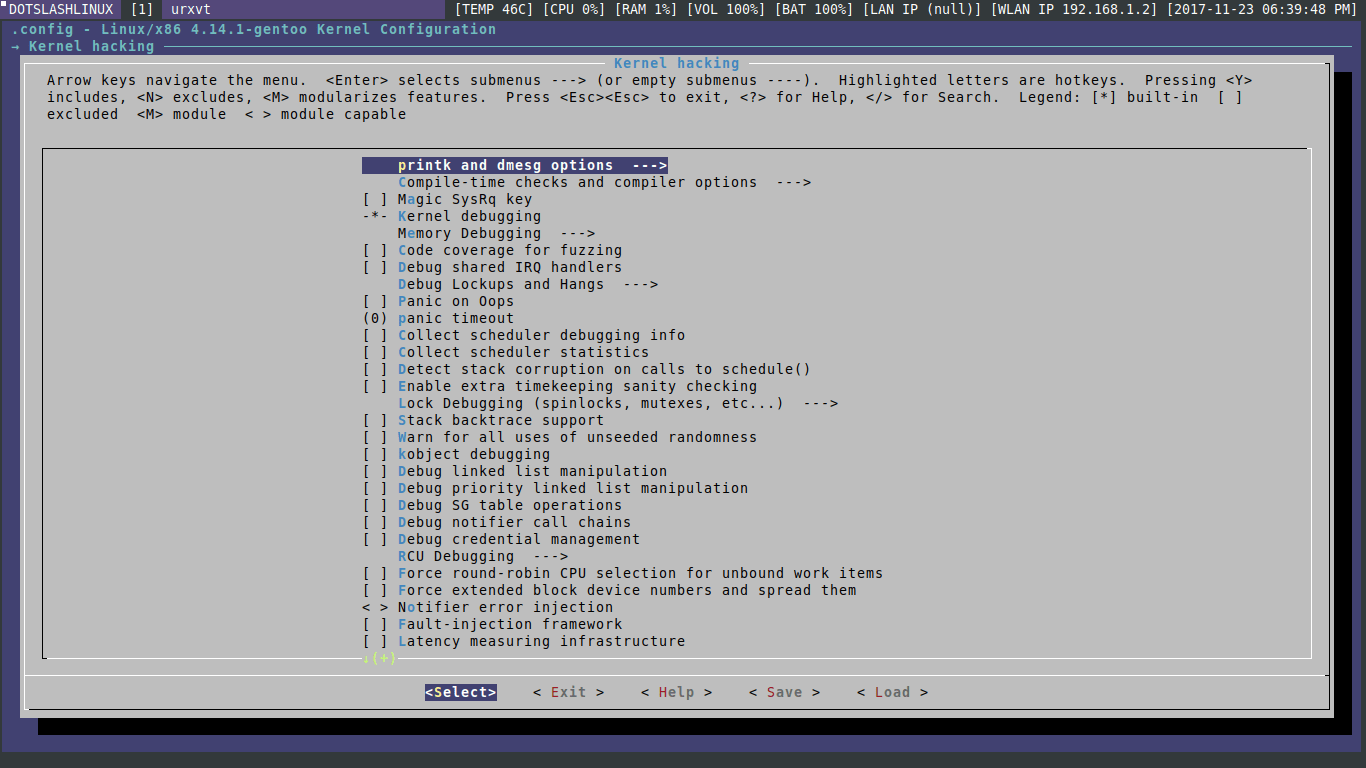 DOTSLASHLINUX [1] urxvt [TEMP 46C] [CPU 0%] [RAM 1%] [VOL 100%] [BAT 100%] [LAN IP (null)] [WLAN IP 192.168.1.2] [2017-11-23 06:39:48 PM]
.config - Linux/x86 4.14.1-gentoo Kernel Configuration
→ Kernel hacking
Kernel hacking
Arrow keys navigate the menu.  <Enter> selects submenus ---> (or empty submenus ----).  Highlighted letters are hotkeys.  Pressing <Y>
includes, <N> excludes, <M> modularizes features.  Press <Esc><Esc> to exit, <?> for Help, </> for Search.  Legend: [*] built-in  [ ]
excluded  <M> module  < > module capable
printk and dmesg options  --->
Compile-time checks and compiler options  --->
[ ] Magic SysRq key
-*- Kernel debugging
Memory Debugging  --->
[ ] Code coverage for fuzzing
[ ] Debug shared IRQ handlers
Debug Lockups and Hangs  --->
[ ] Panic on Oops
(0) panic timeout
[ ] Collect scheduler debugging info
[ ] Collect scheduler statistics
[ ] Detect stack corruption on calls to schedule()
[ ] Enable extra timekeeping sanity checking
Lock Debugging (spinlocks, mutexes, etc...)  --->
[ ] Stack backtrace support
[ ] Warn for all uses of unseeded randomness
[ ] kobject debugging
[ ] Debug linked list manipulation
[ ] Debug priority linked list manipulation
[ ] Debug SG table operations
[ ] Debug notifier call chains
[ ] Debug credential management
RCU Debugging  --->
[ ] Force round-robin CPU selection for unbound work items
[ ] Force extended block device numbers and spread them
< > Notifier error injection
[ ] Fault-injection framework
[ ] Latency measuring infrastructure
↓(+)
<Select>    < Exit >    < Help >    < Save >    < Load >